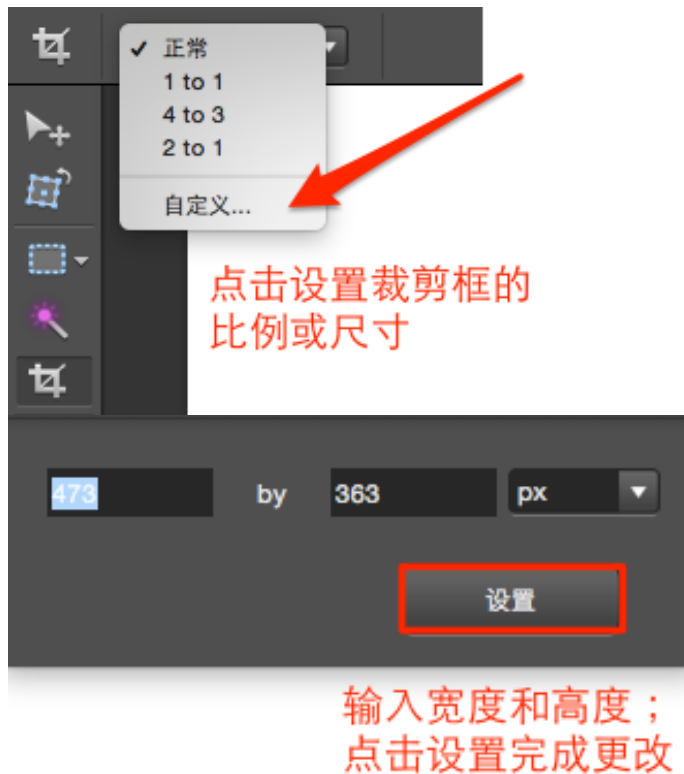 正常
1 to 1
4 to 3
2 to 1
自定义...
点击设置裁剪框的
比例或尺寸
473 by 363 px
设置
输入宽度和高度；
点击设置完成更改